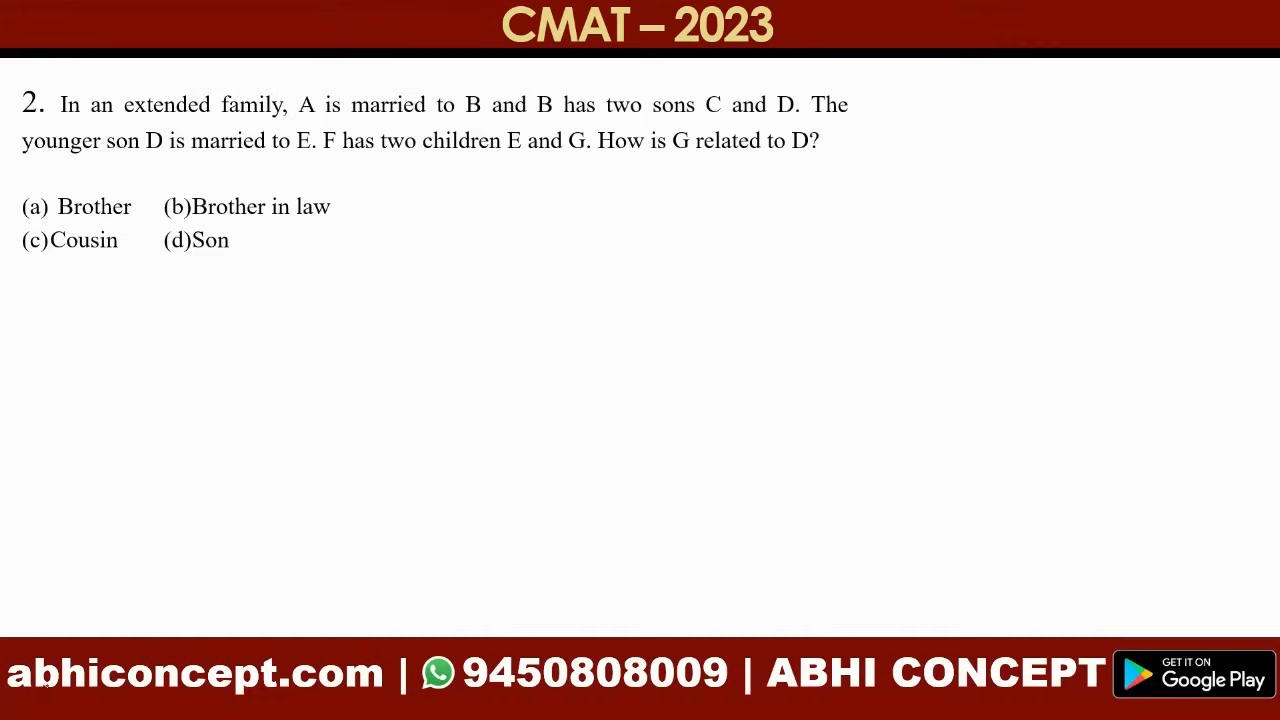 CMAT – 2023
2. In an extended family, A is married to B and B has two sons C and D. The
younger son D is married to E. F has two children E and G. How is G related to D?
(a) Brother (b)Brother in law
(c)Cousin (d)Son
abhiconcept.com | 9450808009 | ABHI CONCEPT
GET IT ON
Google Play